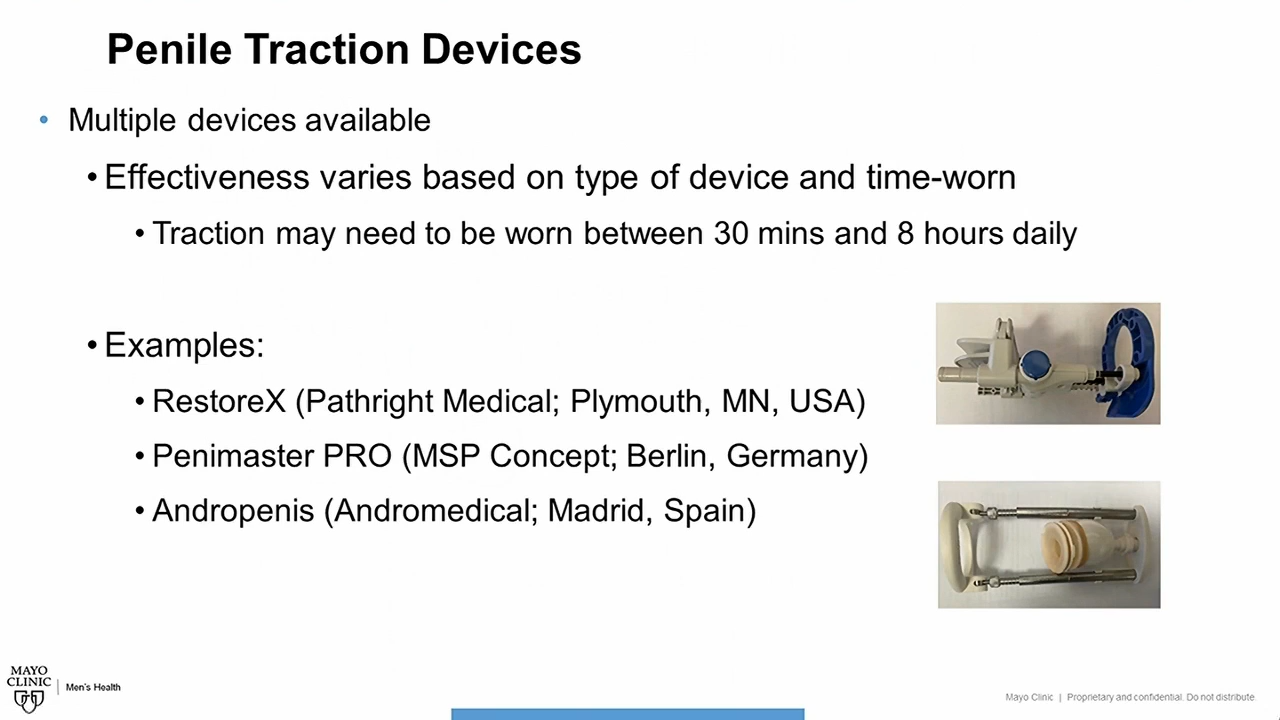 Penile Traction Devices
• Multiple devices available
• Effectiveness varies based on type of device and time-worn
• Traction may need to be worn between 30 mins and 8 hours daily
• Examples:
• RestoreX (Pathright Medical; Plymouth, MN, USA)
• Penimaster PRO (MSP Concept; Berlin, Germany)
• Andropenis (Andromedical; Madrid, Spain)
MAYO
CLINIC
Men's Health
Mayo Clinic | Proprietary and confidential. Do not distribute.